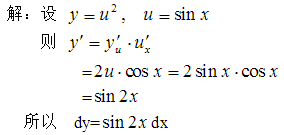 解：设 y = u², u = sin x
则 y′ = y′ᵤ · u′ₓ
=2u · cos x = 2 sin x · cos x
=sin 2x
所以 dy=sin 2x dx